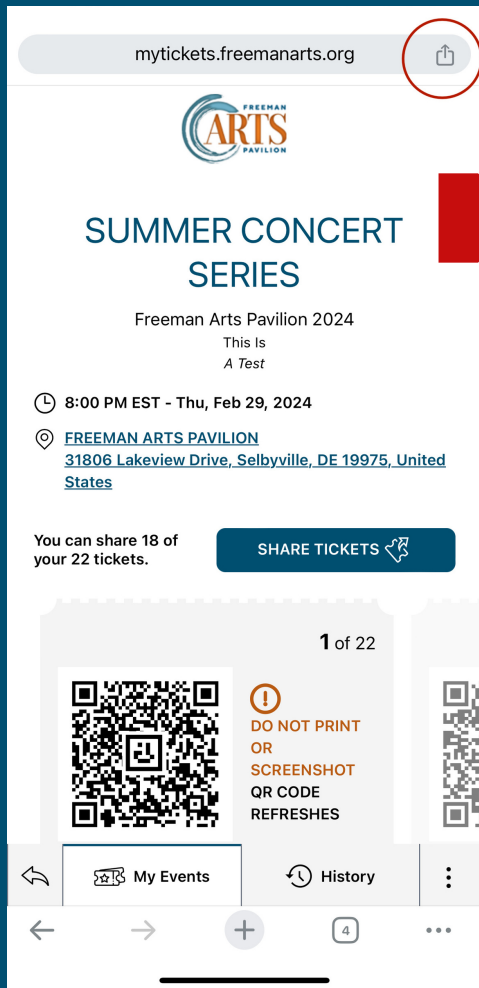 mytickets.freemanarts.org
FREEMAN
ARTS
PAVILION
SUMMER CONCERT
SERIES
Freeman Arts Pavilion 2024
This Is
A Test
8:00 PM EST - Thu, Feb 29, 2024
FREEMAN ARTS PAVILION
31806 Lakeview Drive, Selbyville, DE 19975, United
States
You can share 18 of
your 22 tickets.
SHARE TICKETS
1 of 22
DO NOT PRINT
OR
SCREENSHOT
QR CODE
REFRESHES
My Events
History
4